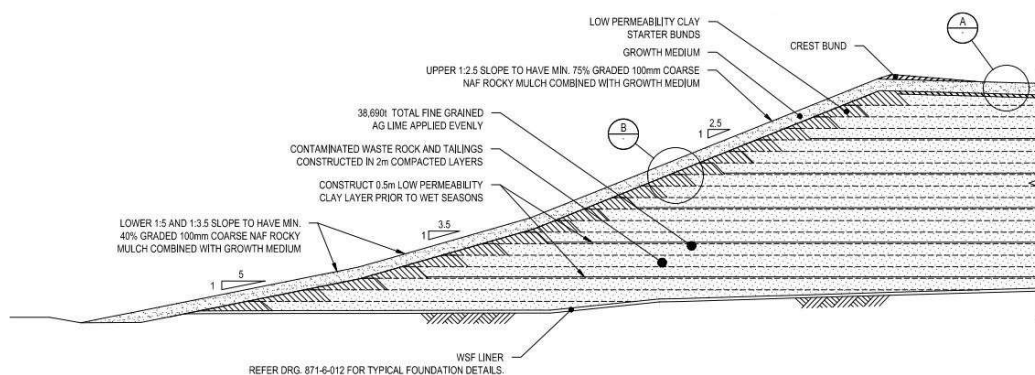 LOW PERMEABILITY CLAY
STARTER BUNDS
GROWTH MEDIUM
UPPER 1:2.5 SLOPE TO HAVE MIN. 75% GRADED 100mm COARSE
NAF ROCKY MULCH COMBINED WITH GROWTH MEDIUM
CREST BUND
A
-
38,690t TOTAL FINE GRAINED
AG LIME APPLIED EVENLY
B
-
2.5
1
CONTAMINATED WASTE ROCK AND TAILINGS
CONSTRUCTED IN 2m COMPACTED LAYERS
CONSTRUCT 0.5m LOW PERMEABILITY
CLAY LAYER PRIOR TO WET SEASONS
LOWER 1:5 AND 1:3.5 SLOPE TO HAVE MIN.
40% GRADED 100mm COARSE NAF ROCKY
MULCH COMBINED WITH GROWTH MEDIUM
3.5
1
5
1
WSF LINER
REFER DRG. 871-6-012 FOR TYPICAL FOUNDATION DETAILS.